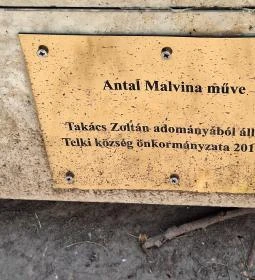 Antal Malvina műve
Takács Zoltán adományából áll
Telki község önkormányzata 201